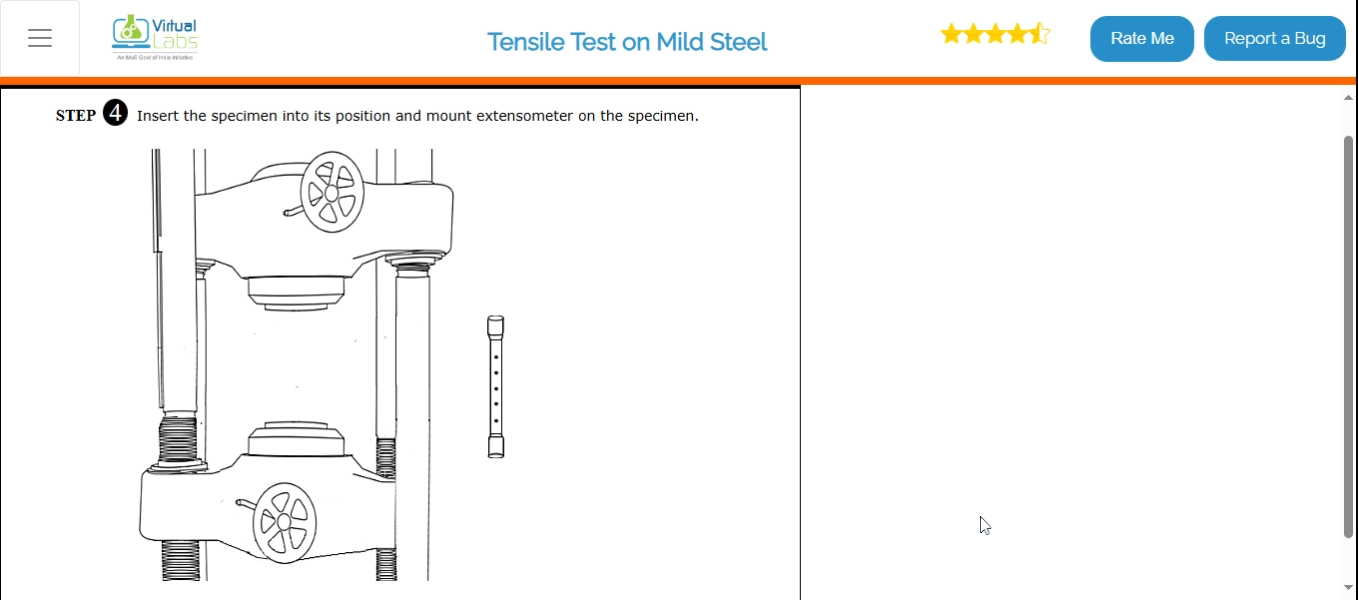 Virtual
Labs
An MoE Govt of India Initiative
Tensile Test on Mild Steel
Rate Me
Report a Bug
STEP 4 Insert the specimen into its position and mount extensometer on the specimen.